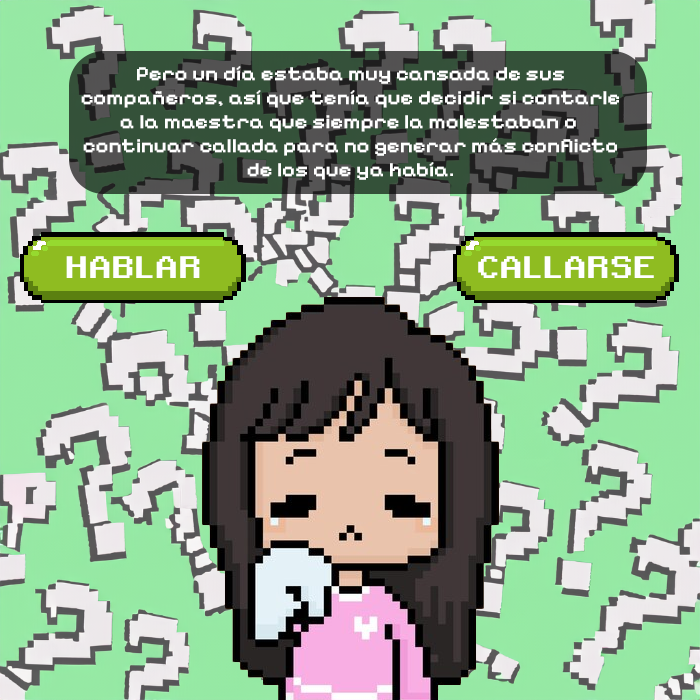 Pero un día estaba muy cansada de sus
compañeros, así que tenía que decidir si contarle
a la maestra que siempre la molestaban o
continuar callada para no generar más conflicto
de los que ya había.
HABLAR
CALLARSE